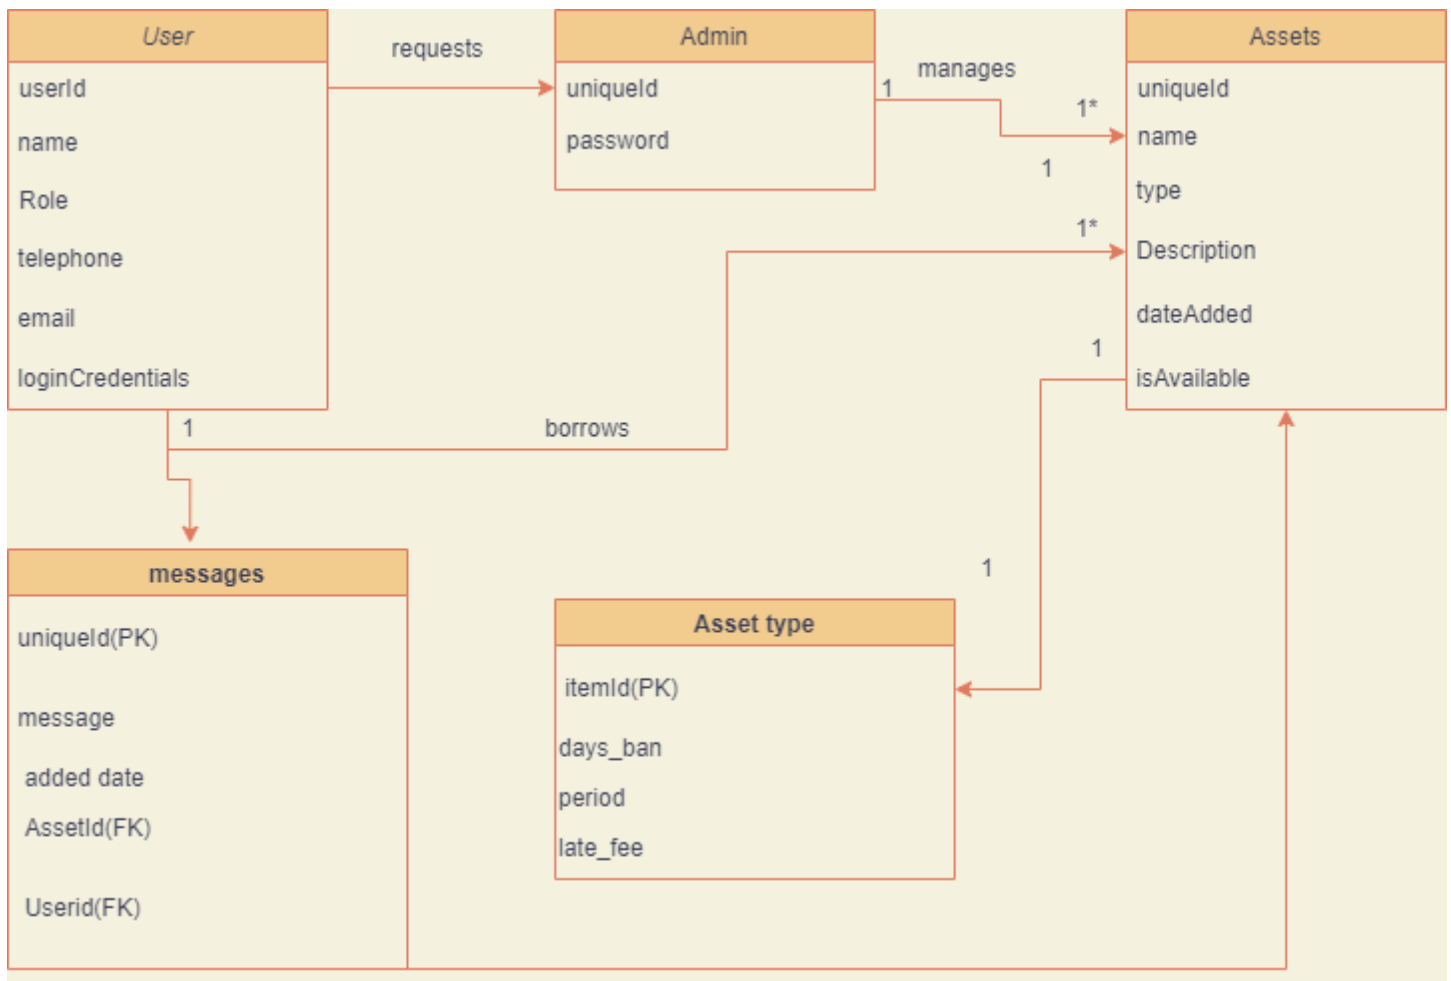 User
userId
name
Role
telephone
email
loginCredentials
requests
Admin
uniqueId
password
1
manages
1*
1
Assets
uniqueId
name
type
Description
dateAdded
isAvailable
1*
1
1
borrows
messages
uniqueId(PK)
message
added date
AssetId(FK)
Userid(FK)
1
Asset type
itemId(PK)
days_ban
period
late_fee